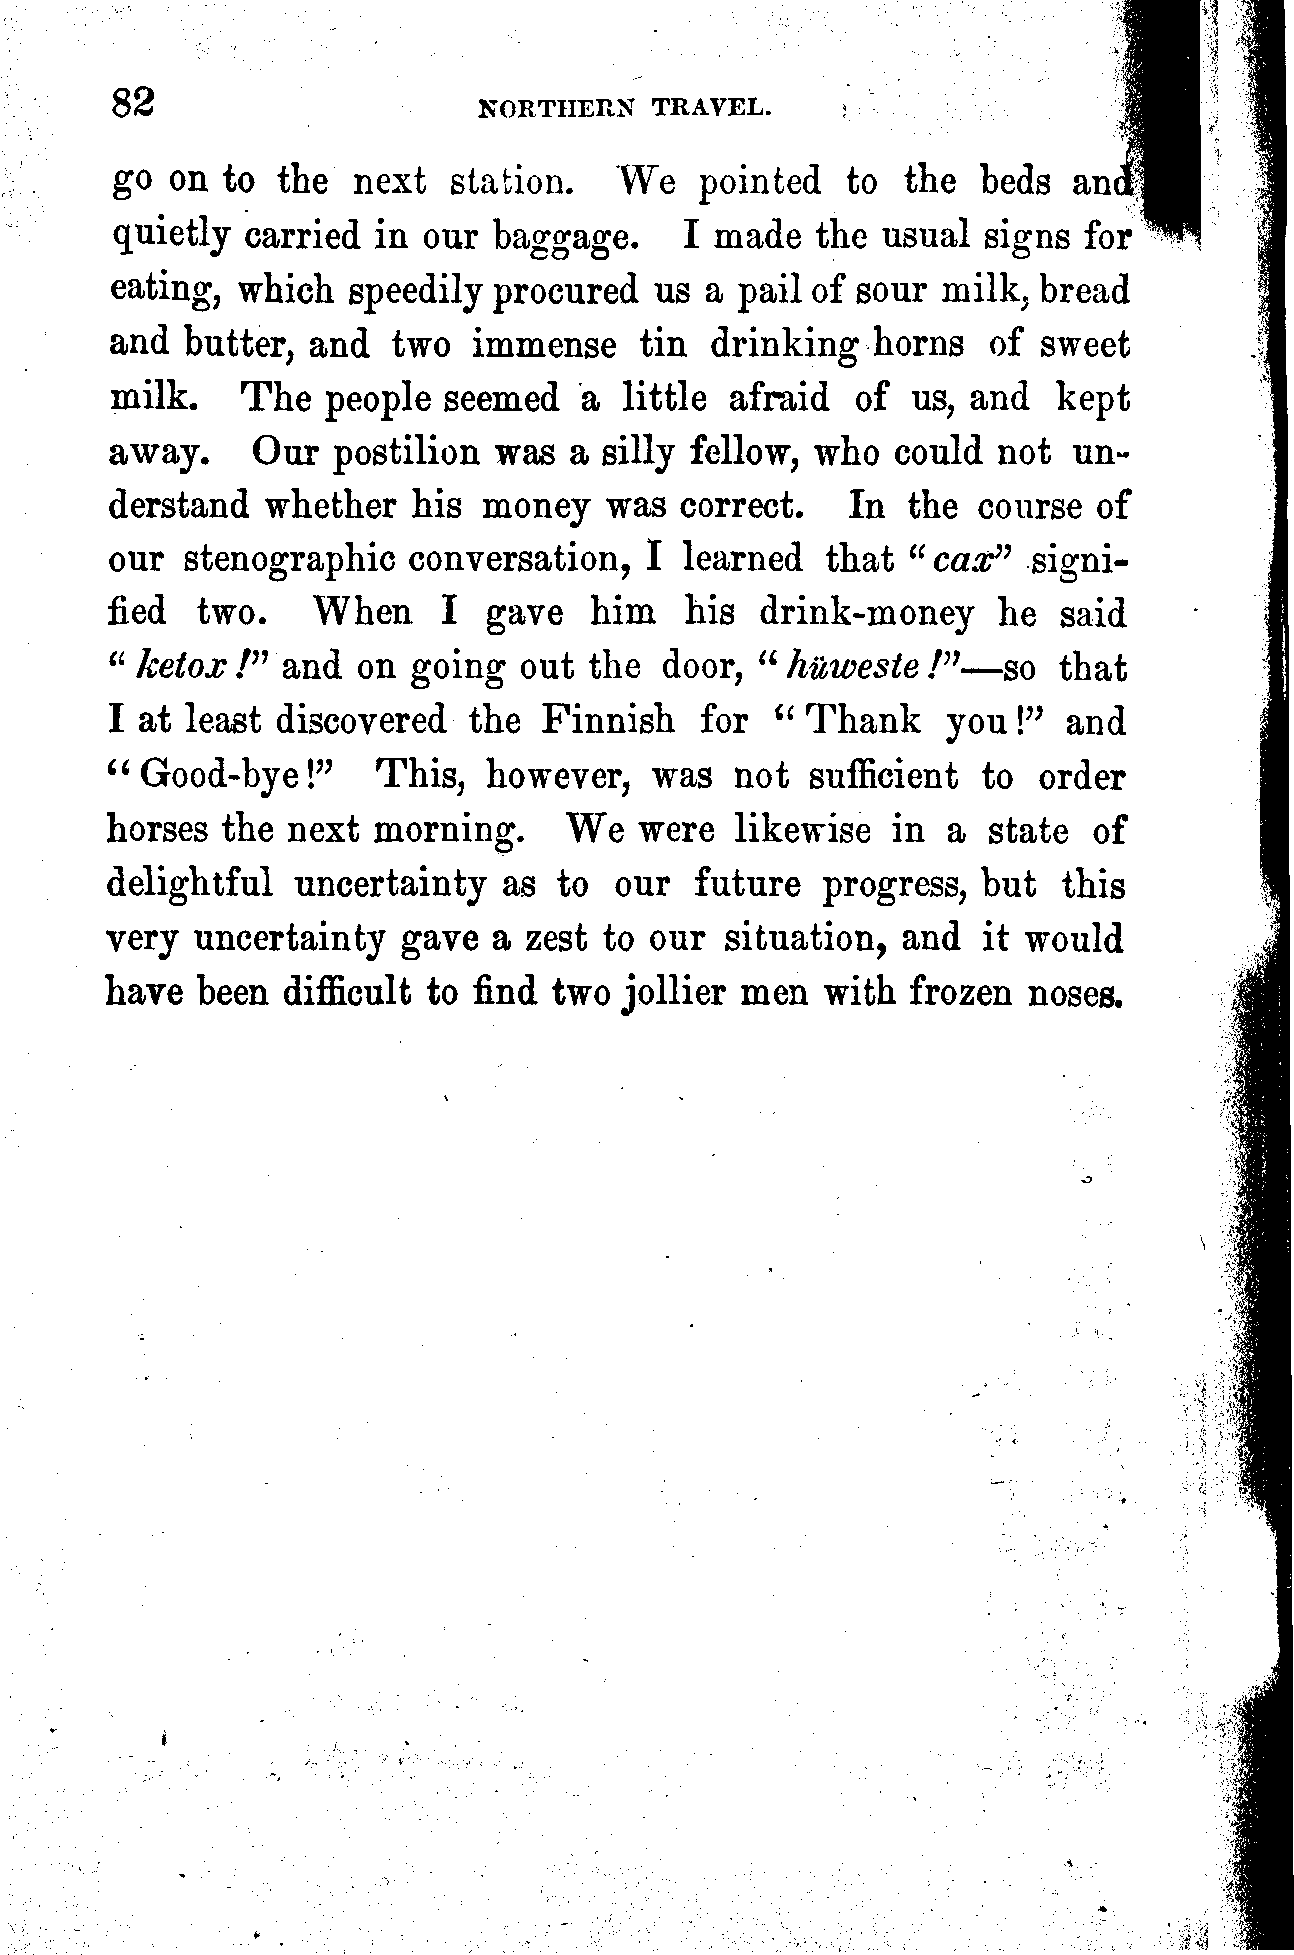 82 NORTHERN TRAVEL.
go on to the next station. We pointed to the beds and
quietly carried in our baggage. I made the usual signs for
eating, which speedily procured us a pail of sour milk, bread
and butter, and two immense tin drinking horns of sweet
milk. The people seemed a little afraid of us, and kept
away. Our postilion was a silly fellow, who could not un-
derstand whether his money was correct. In the course of
our stenographic conversation, I learned that "cax" signi-
fied two. When I gave him his drink-money he said
"ketox!" and on going out the door, "hüweste!"—so that
I at least discovered the Finnish for "Thank you!" and
"Good-bye!" This, however, was not sufficient to order
horses the next morning. We were likewise in a state of
delightful uncertainty as to our future progress, but this
very uncertainty gave a zest to our situation, and it would
have been difficult to find two jollier men with frozen noses.